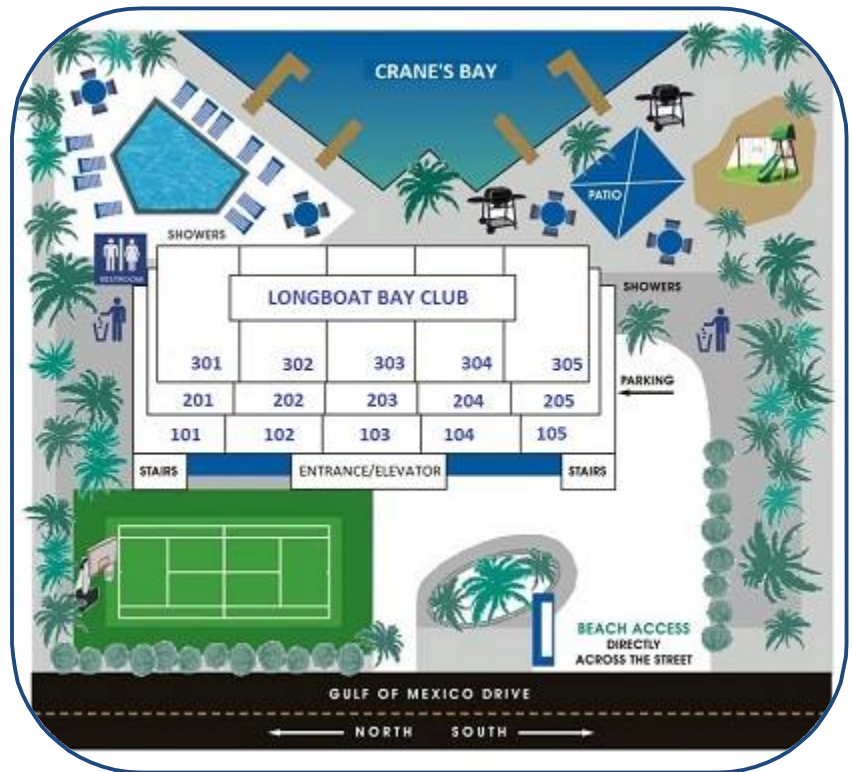 CRANE'S BAY
PATIO
SHOWERS
RESTROOM
LONGBOAT BAY CLUB
SHOWERS
301 302 303 304 305
PARKING
201 202 203 204 205
101 102 103 104 105
STAIRS ENTRANCE/ELEVATOR STAIRS
BEACH ACCESS
DIRECTLY
ACROSS THE STREET
GULF OF MEXICO DRIVE
NORTH SOUTH